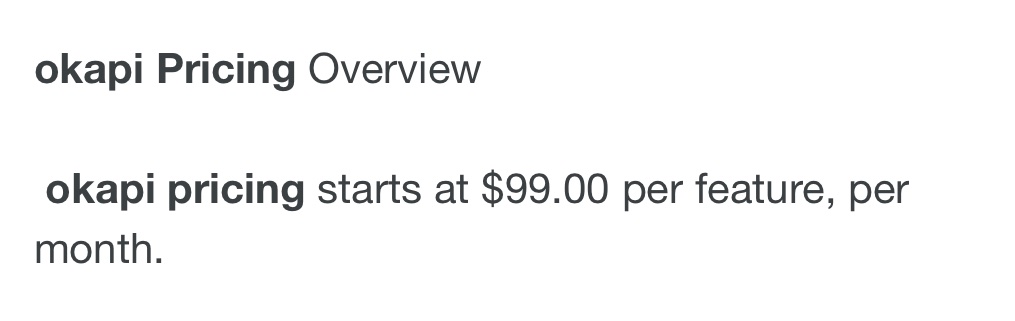 okapi Pricing Overview
okapi pricing starts at $99.00 per feature, per
month.